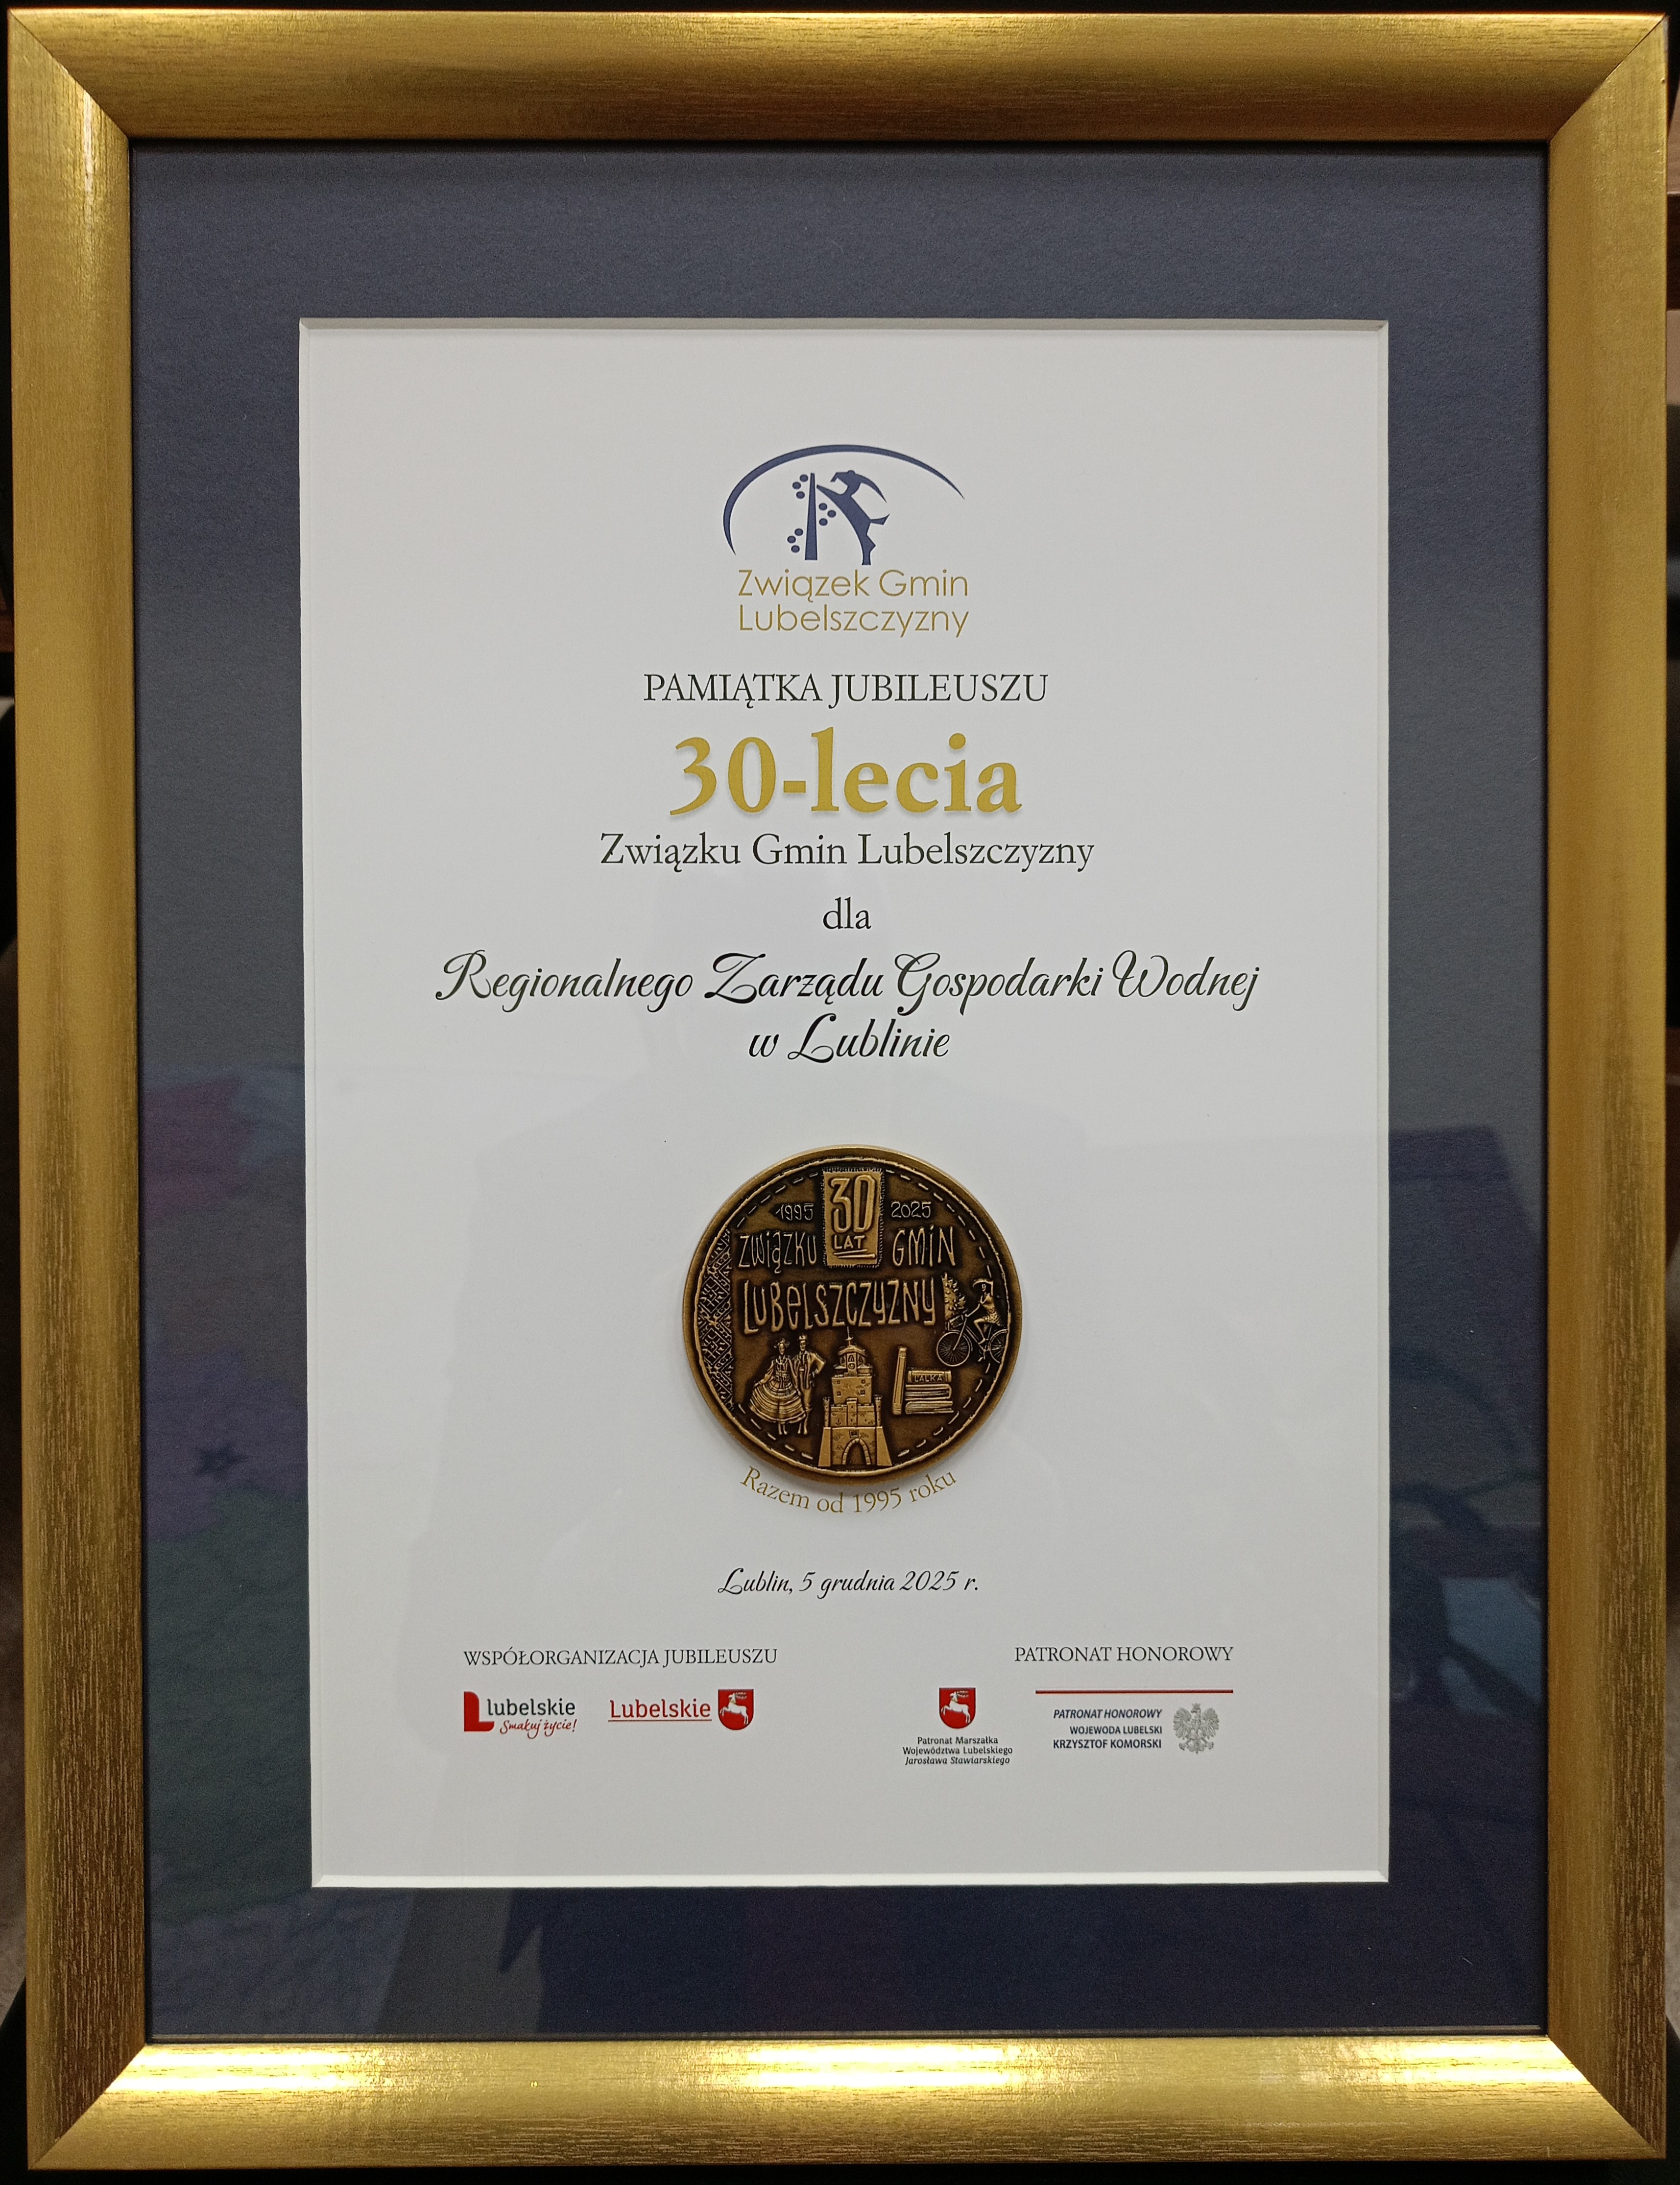 Związek Gmin
Lubelszczyzny
PAMIĄTKA JUBILEUSZU
30-lecia
Związku Gmin Lubelszczyzny
dla
Regionalnego Zarządu Gospodarki Wodnej
w Lublinie
30
1995 2025
LAT
ZWIĄZKU GMIN
LUBELSZCZYZNY
LALKA
Razem od 1995 roku
Lublin, 5 grudnia 2025 r.
WSPÓŁORGANIZACJA JUBILEUSZU
lubelskie
Smakuj życie!
Lubelskie
PATRONAT HONOROWY
Patronat Marszałka
Województwa Lubelskiego
Jarosława Stawiarskiego
PATRONAT HONOROWY
WOJEWODA LUBELSKI
KRZYSZTOF KOMORSKI